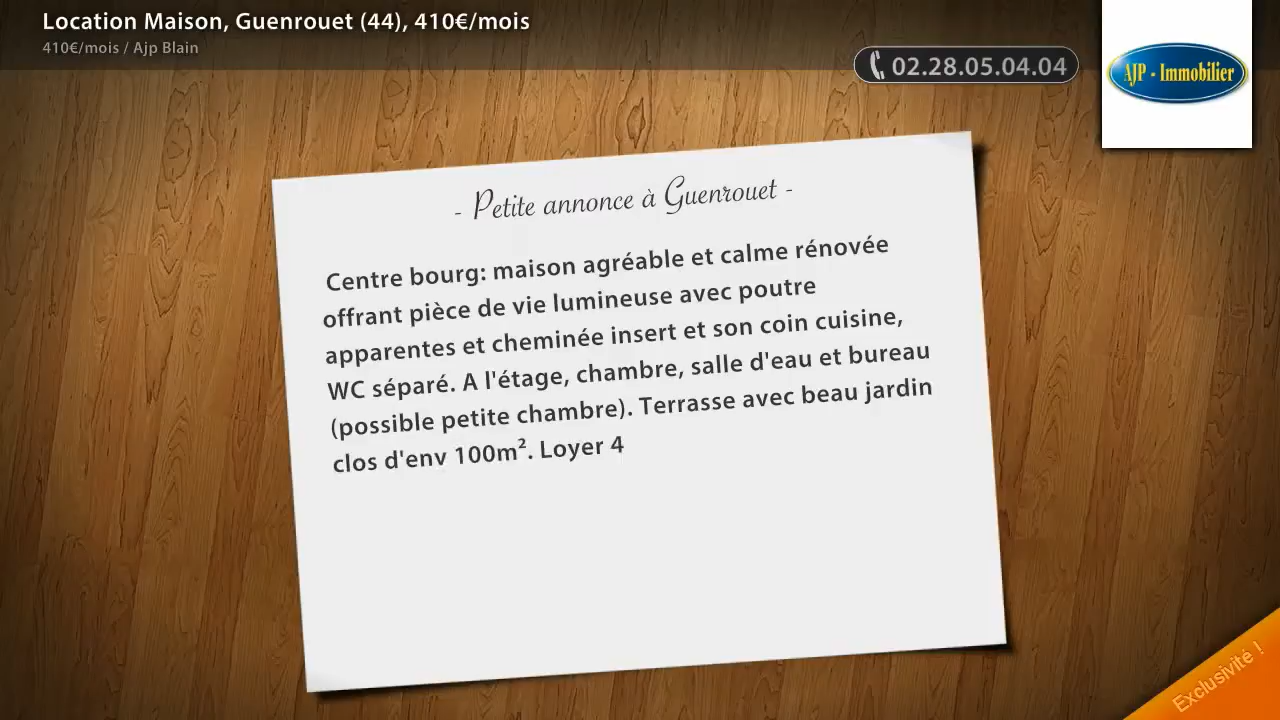 Location Maison, Guenrouet (44), 410€/mois
410€/mois / Ajp Blain
02.28.05.04.04
AJP - Immobilier
- Petite annonce à Guenrouet -
Centre bourg: maison agréable et calme rénovée
offrant pièce de vie lumineuse avec poutre
apparentes et cheminée insert et son coin cuisine,
WC séparé. A l'étage, chambre, salle d'eau et bureau
(possible petite chambre). Terrasse avec beau jardin
clos d'env 100m². Loyer 4
Exclusivité !